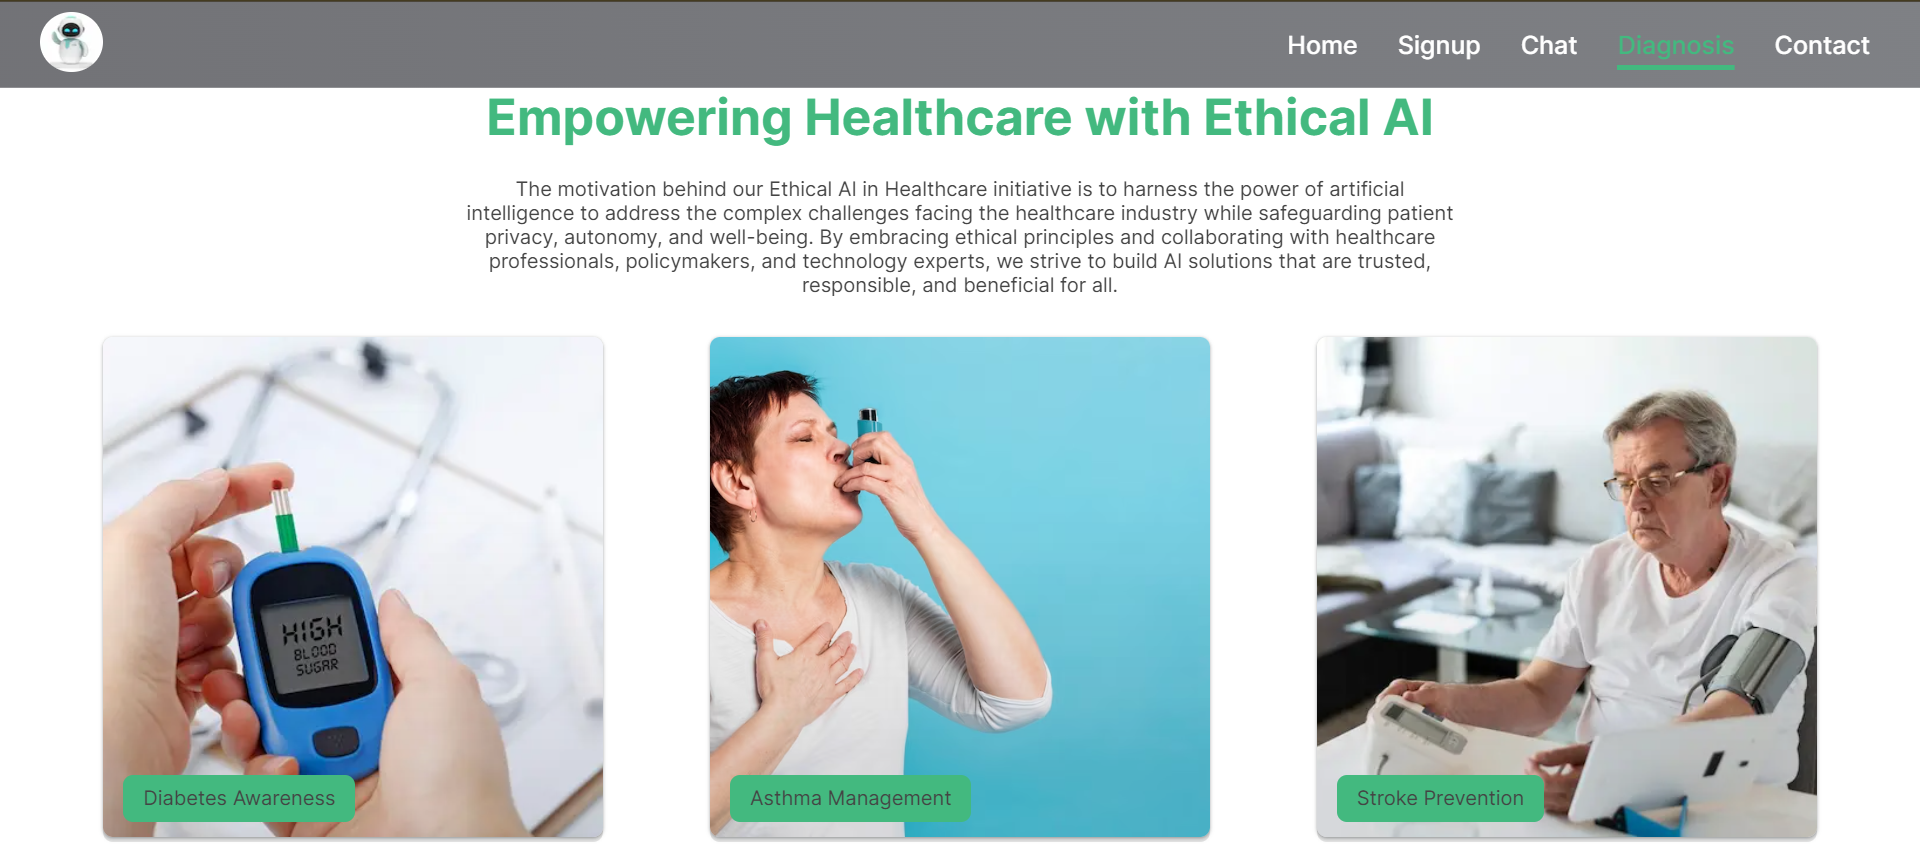 Home Signup Chat Diagnosis Contact
Empowering Healthcare with Ethical AI
The motivation behind our Ethical AI in Healthcare initiative is to harness the power of artificial
intelligence to address the complex challenges facing the healthcare industry while safeguarding patient
privacy, autonomy, and well-being. By embracing ethical principles and collaborating with healthcare
professionals, policymakers, and technology experts, we strive to build AI solutions that are trusted,
responsible, and beneficial for all.
HIGH
BLOOD
SUGAR
Diabetes Awareness
Asthma Management
Stroke Prevention